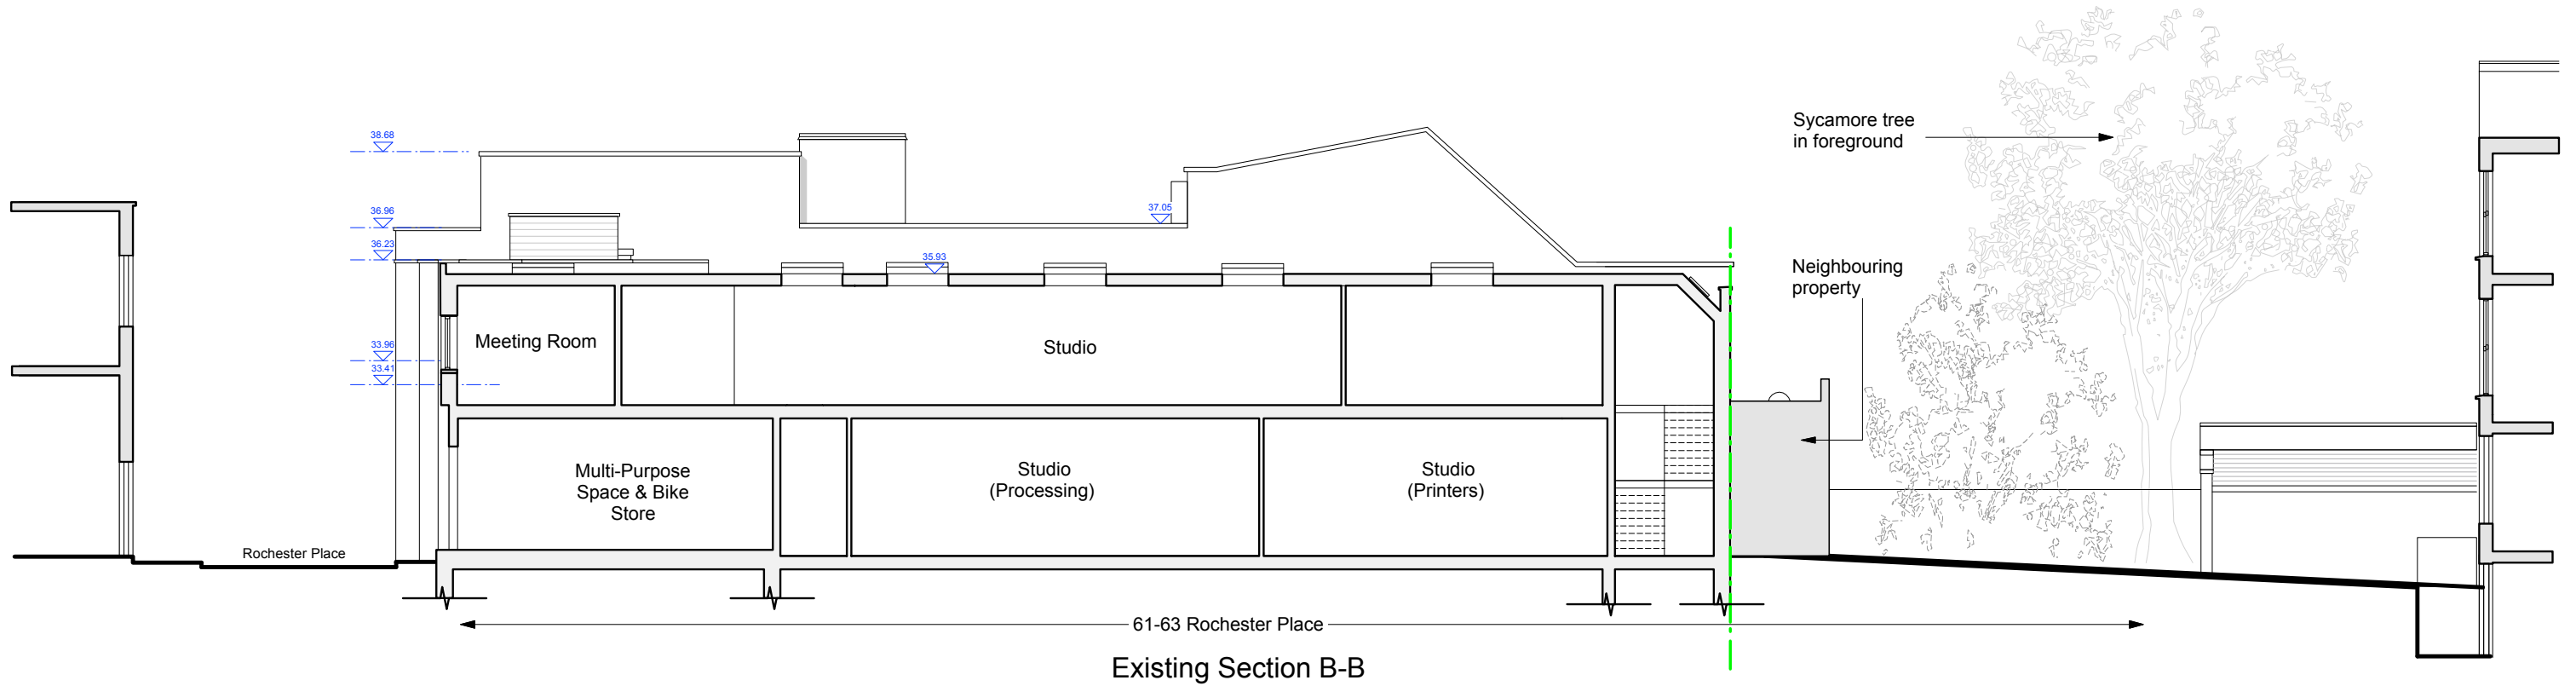 Sycamore tree
in foreground
38.68
36.96
37.05
36.23
35.93
Neighbouring
property
33.96
33.41
Meeting Room
Studio
Multi-Purpose
Space & Bike
Store
Studio
(Processing)
Studio
(Printers)
Rochester Place
61-63 Rochester Place
Existing Section B-B